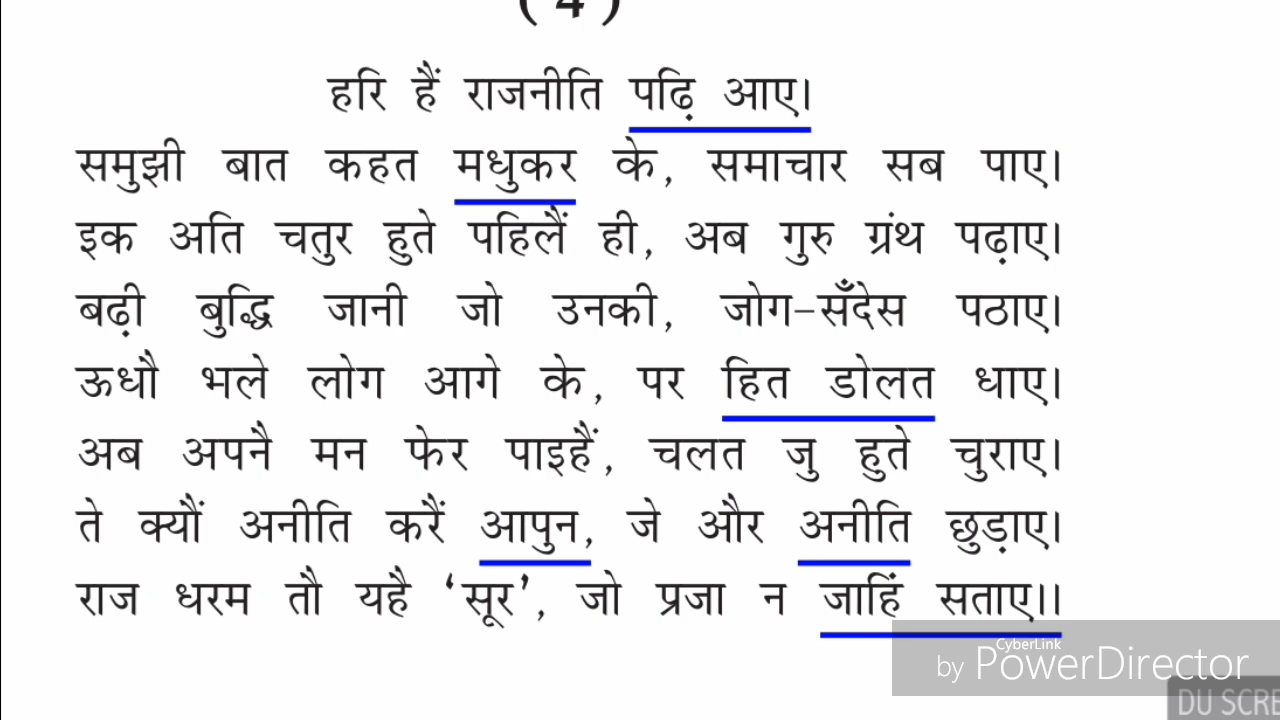 ( 4 )
हरि हैं राजनीति पढ़ि आए।
समुझी बात कहत मधुकर के, समाचार सब पाए।
इक अति चतुर हुते पहिलैं ही, अब गुरु ग्रंथ पढ़ाए।
बढ़ी बुद्धि जानी जो उनकी, जोग-सँदेस पठाए।
ऊधौ भले लोग आगे के, पर हित डोलत धाए।
अब अपनै मन फेर पाइहैं, चलत जु हुते चुराए।
ते क्यौं अनीति करैं आपुन, जे और अनीति छुड़ाए।
राज धरम तौ यहै ‘सूर’, जो प्रजा न जाहिं सताए।।
CyberLink
by PowerDirector
DU SCRE